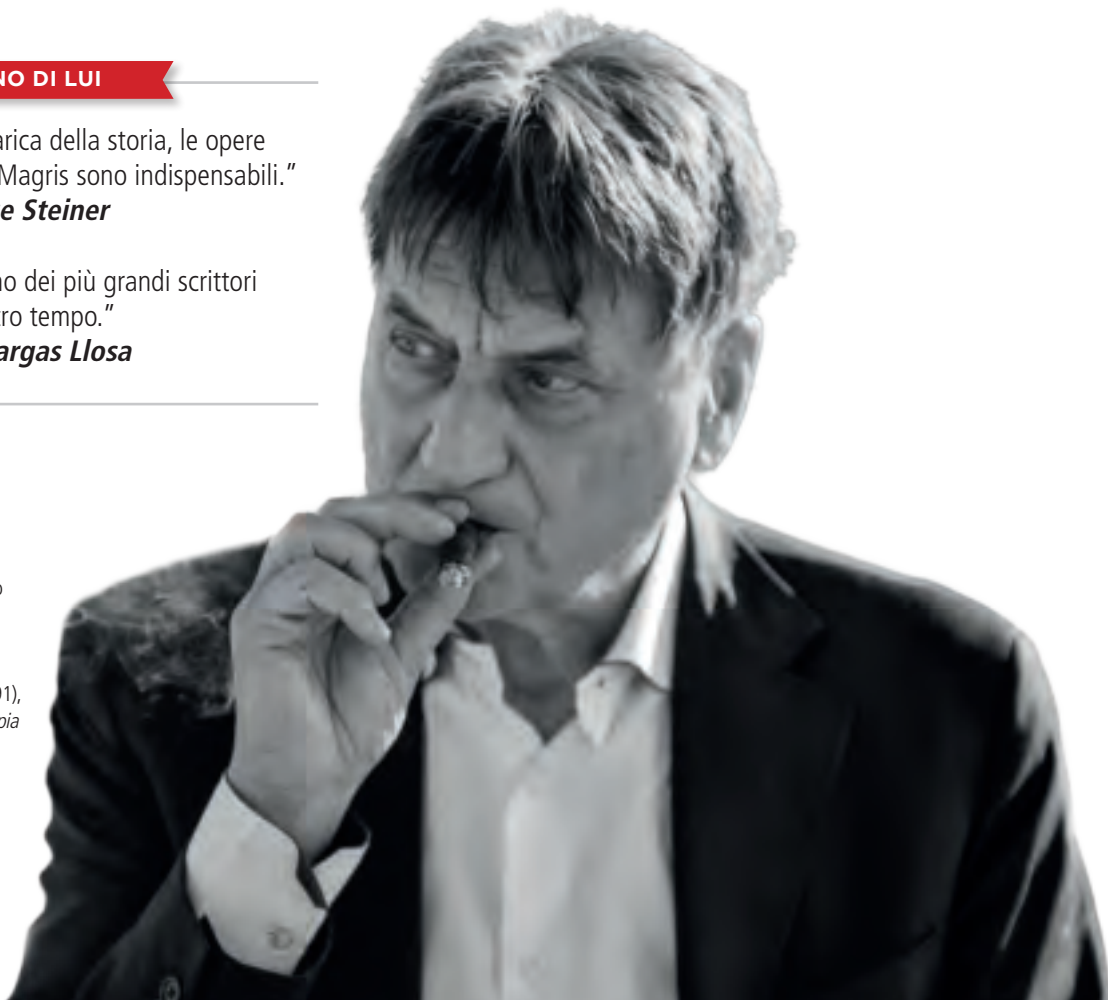 NO DI LUI
arica della storia, le opere
Magris sono indispensabili.”
e Steiner
no dei più grandi scrittori
tro tempo.”
argas Llosa
o
01),
pia